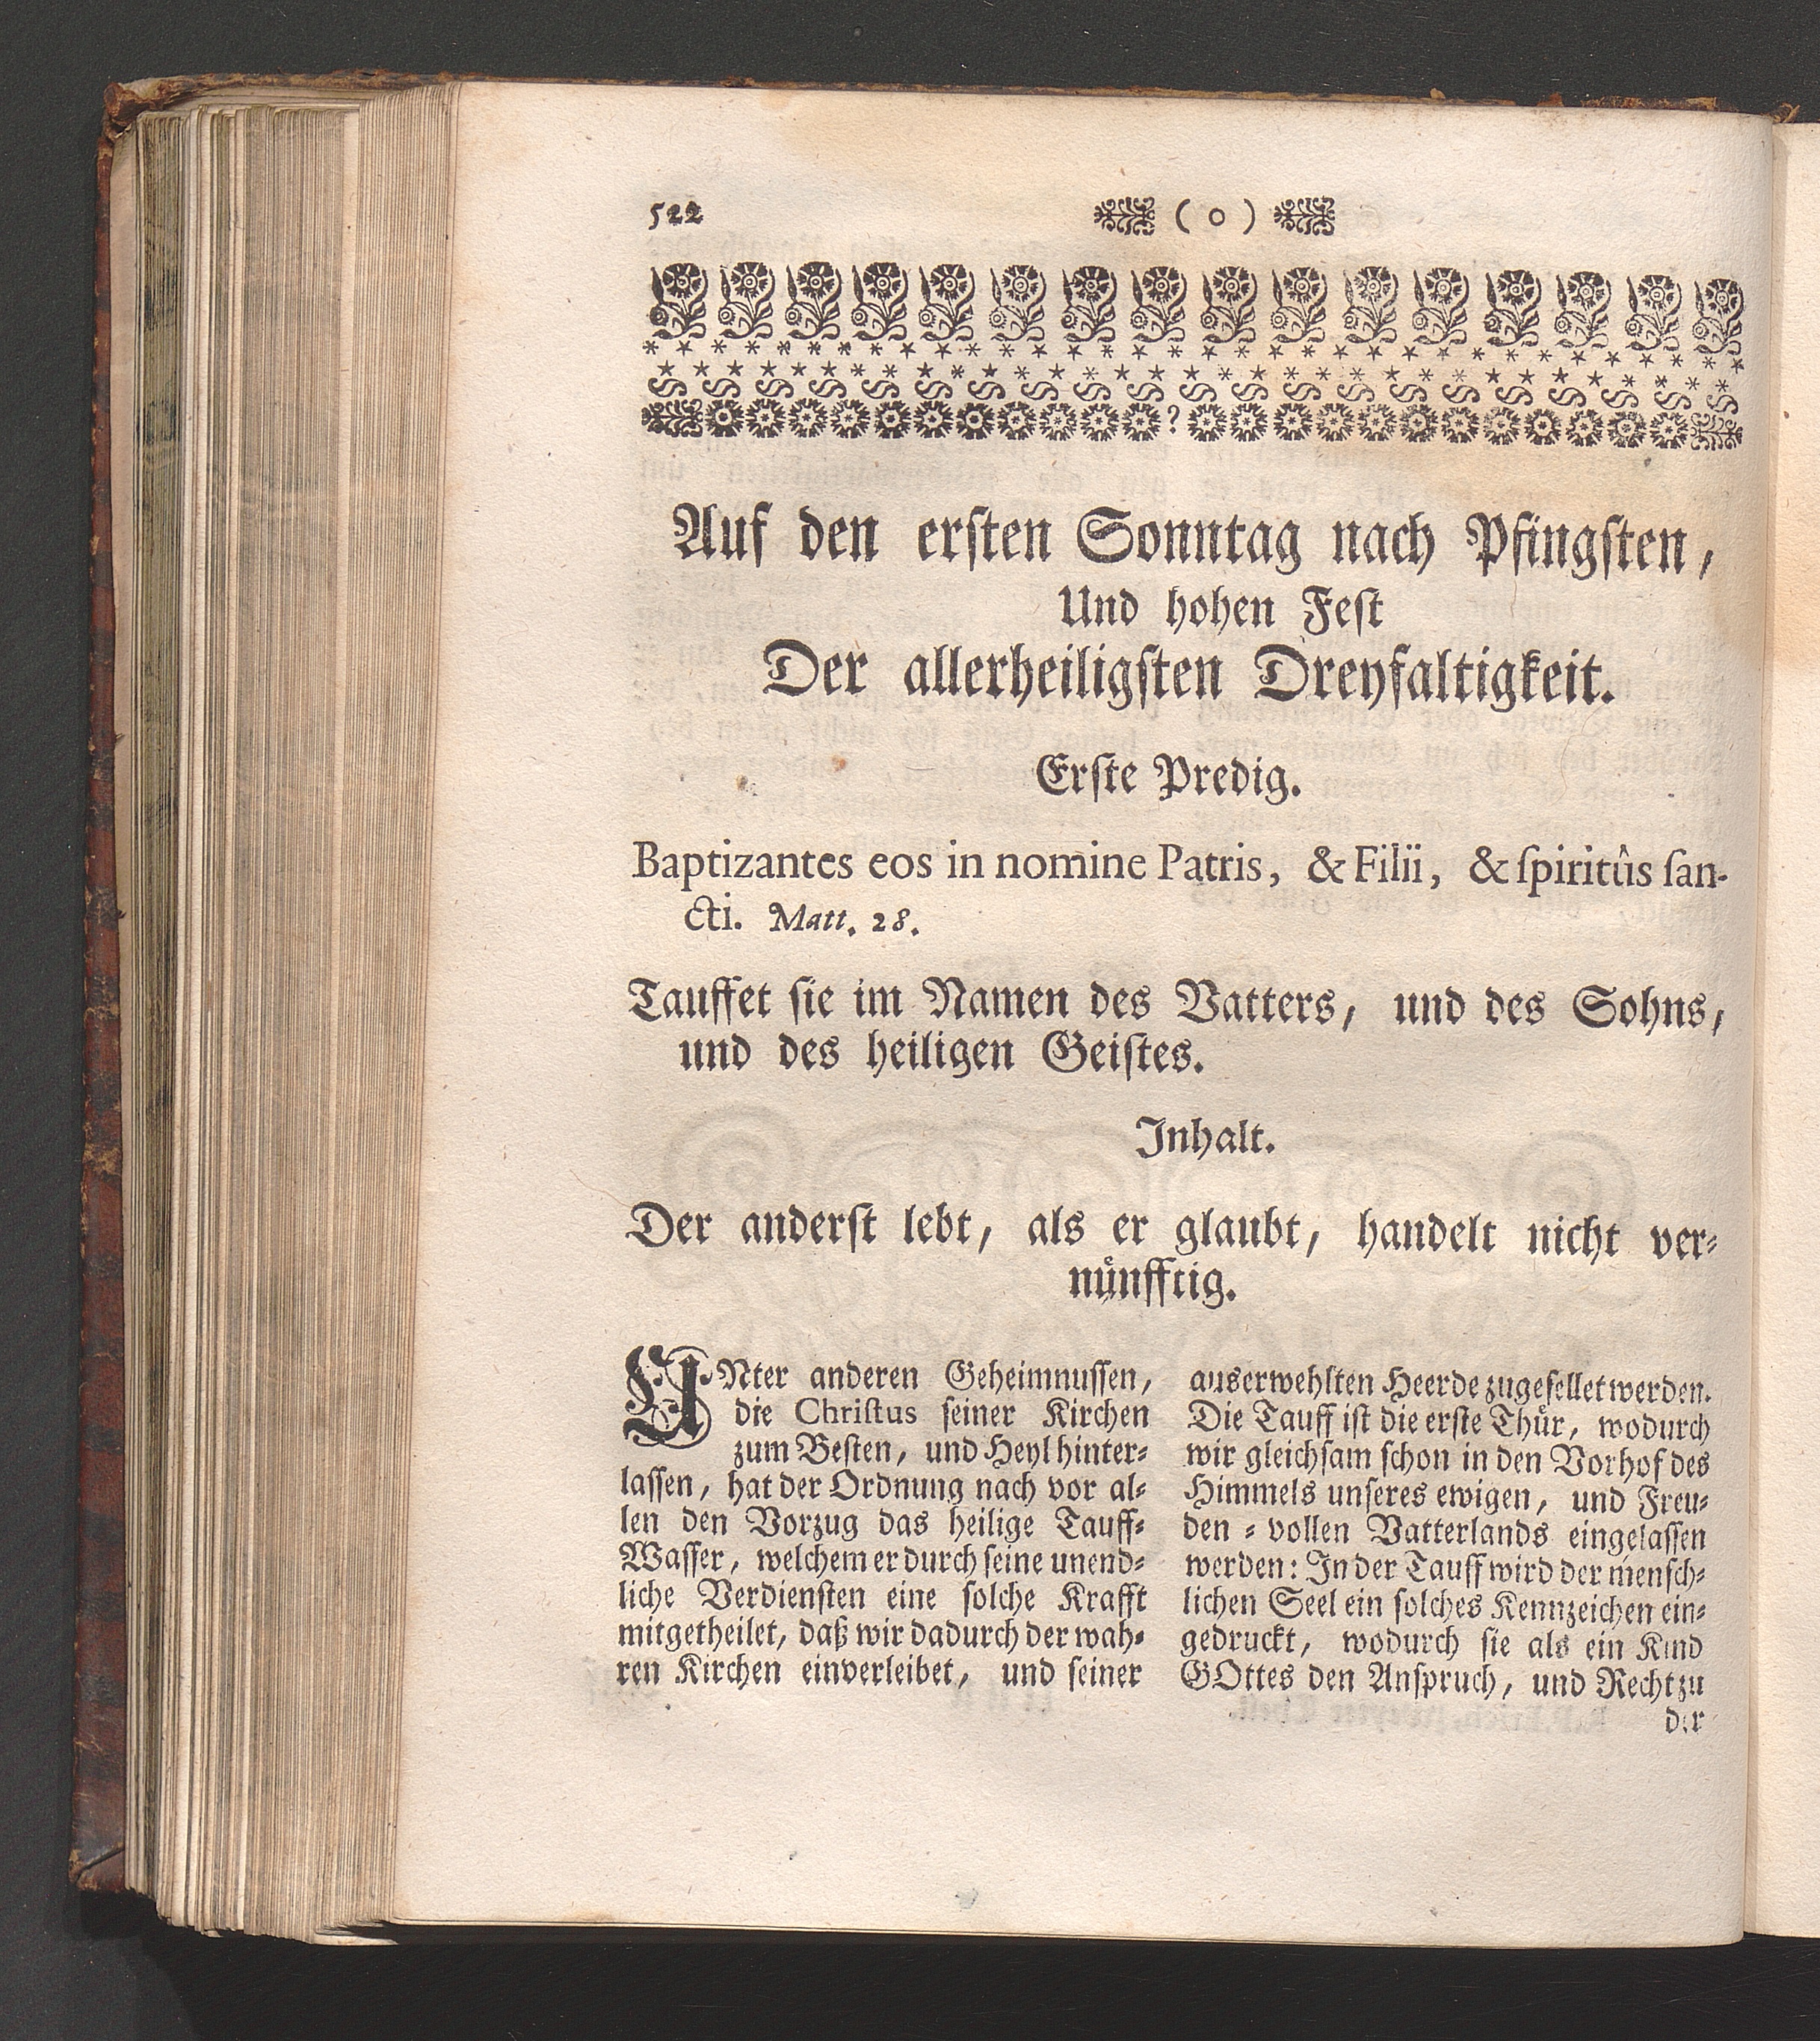 522 ( o )
Auf den ersten Sonntag nach Pfingsten,
Und hohen Fest
Der allerheiligsten Dreyfaltigkeit.
Erste Predig.
Baptizantes eos in nomine Patris, & Filii, & ſpiritûs ſan-
cti. Matt. 28.
Tauffet ſie im Namen des Vatters, und des Sohns,
und des heiligen Geiſtes.
Inhalt.
Der anderſt lebt, als er glaubt, handelt nicht ver-
nünfftig.
UNter anderen Geheimnuſſen,
die Chriſtus ſeiner Kirchen
zum Beſten, und Heyl hinter-
laſſen, hat der Ordnung nach vor al-
len den Vorzug das heilige Tauff-
Waſſer, welchem er durch ſeine unend-
liche Verdienſten eine ſolche Krafft
mitgetheilet, daß wir dadurch der wah-
ren Kirchen einverleibet, und ſeiner
auserwehlten Heerde zugeſellet werden.
Die Tauff iſt die erſte Thür, wodurch
wir gleichſam ſchon in den Vorhof des
Himmels unſeres ewigen, und Freu-
den-vollen Vatterlands eingelaſſen
werden: In der Tauff wird der menſch-
lichen Seel ein ſolches Kennzeichen ein-
gedruckt, wodurch ſie als ein Kind
GOttes den Anſpruch, und Recht zu
der